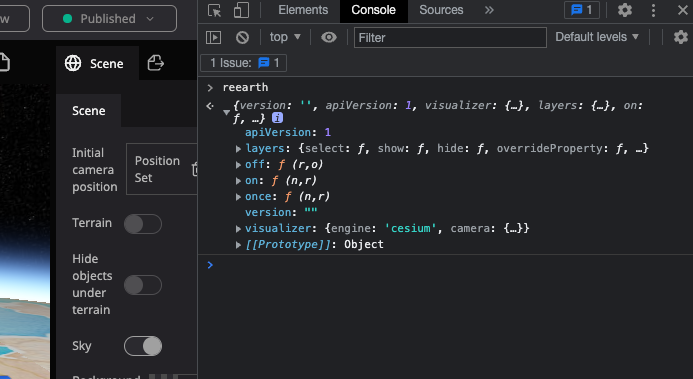 w
Published
Elements
Console
Sources
»
1
top
Filter
Default levels
1 Issue:
1
Scene
Scene
Initial
camera
position
Position
Set
Terrain
Hide
objects
under
terrain
Sky
reearth
{version: '', apiVersion: 1, visualizer: {…}, layers: {…}, on:
ƒ, …} i
apiVersion: 1
layers: {select: ƒ, show: ƒ, hide: ƒ, overrideProperty: ƒ, …}
off: ƒ (r,o)
on: ƒ (n,r)
once: ƒ (n,r)
version: ""
visualizer: {engine: 'cesium', camera: {…}}
[[Prototype]]: Object